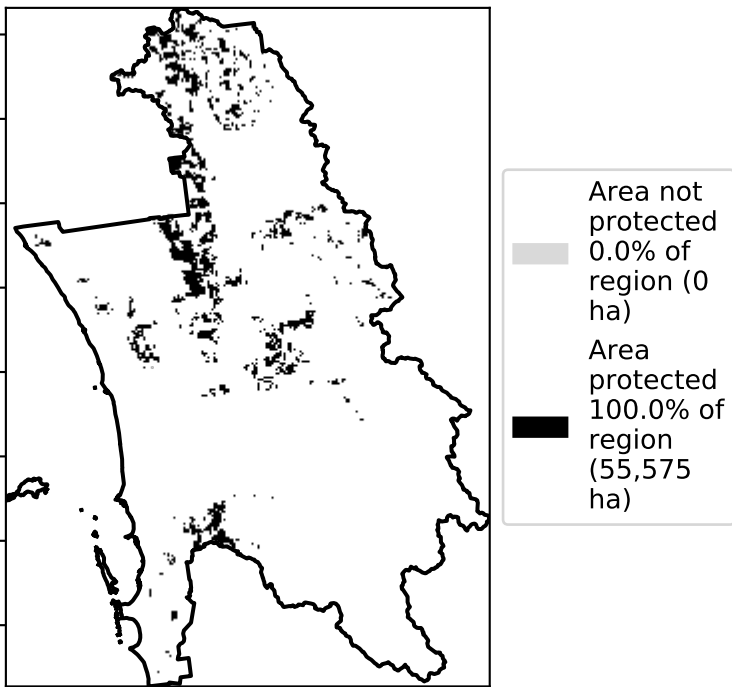 Area not
protected
0.0% of
region (0
ha)
Area
protected
100.0% of
region
(55,575
ha)